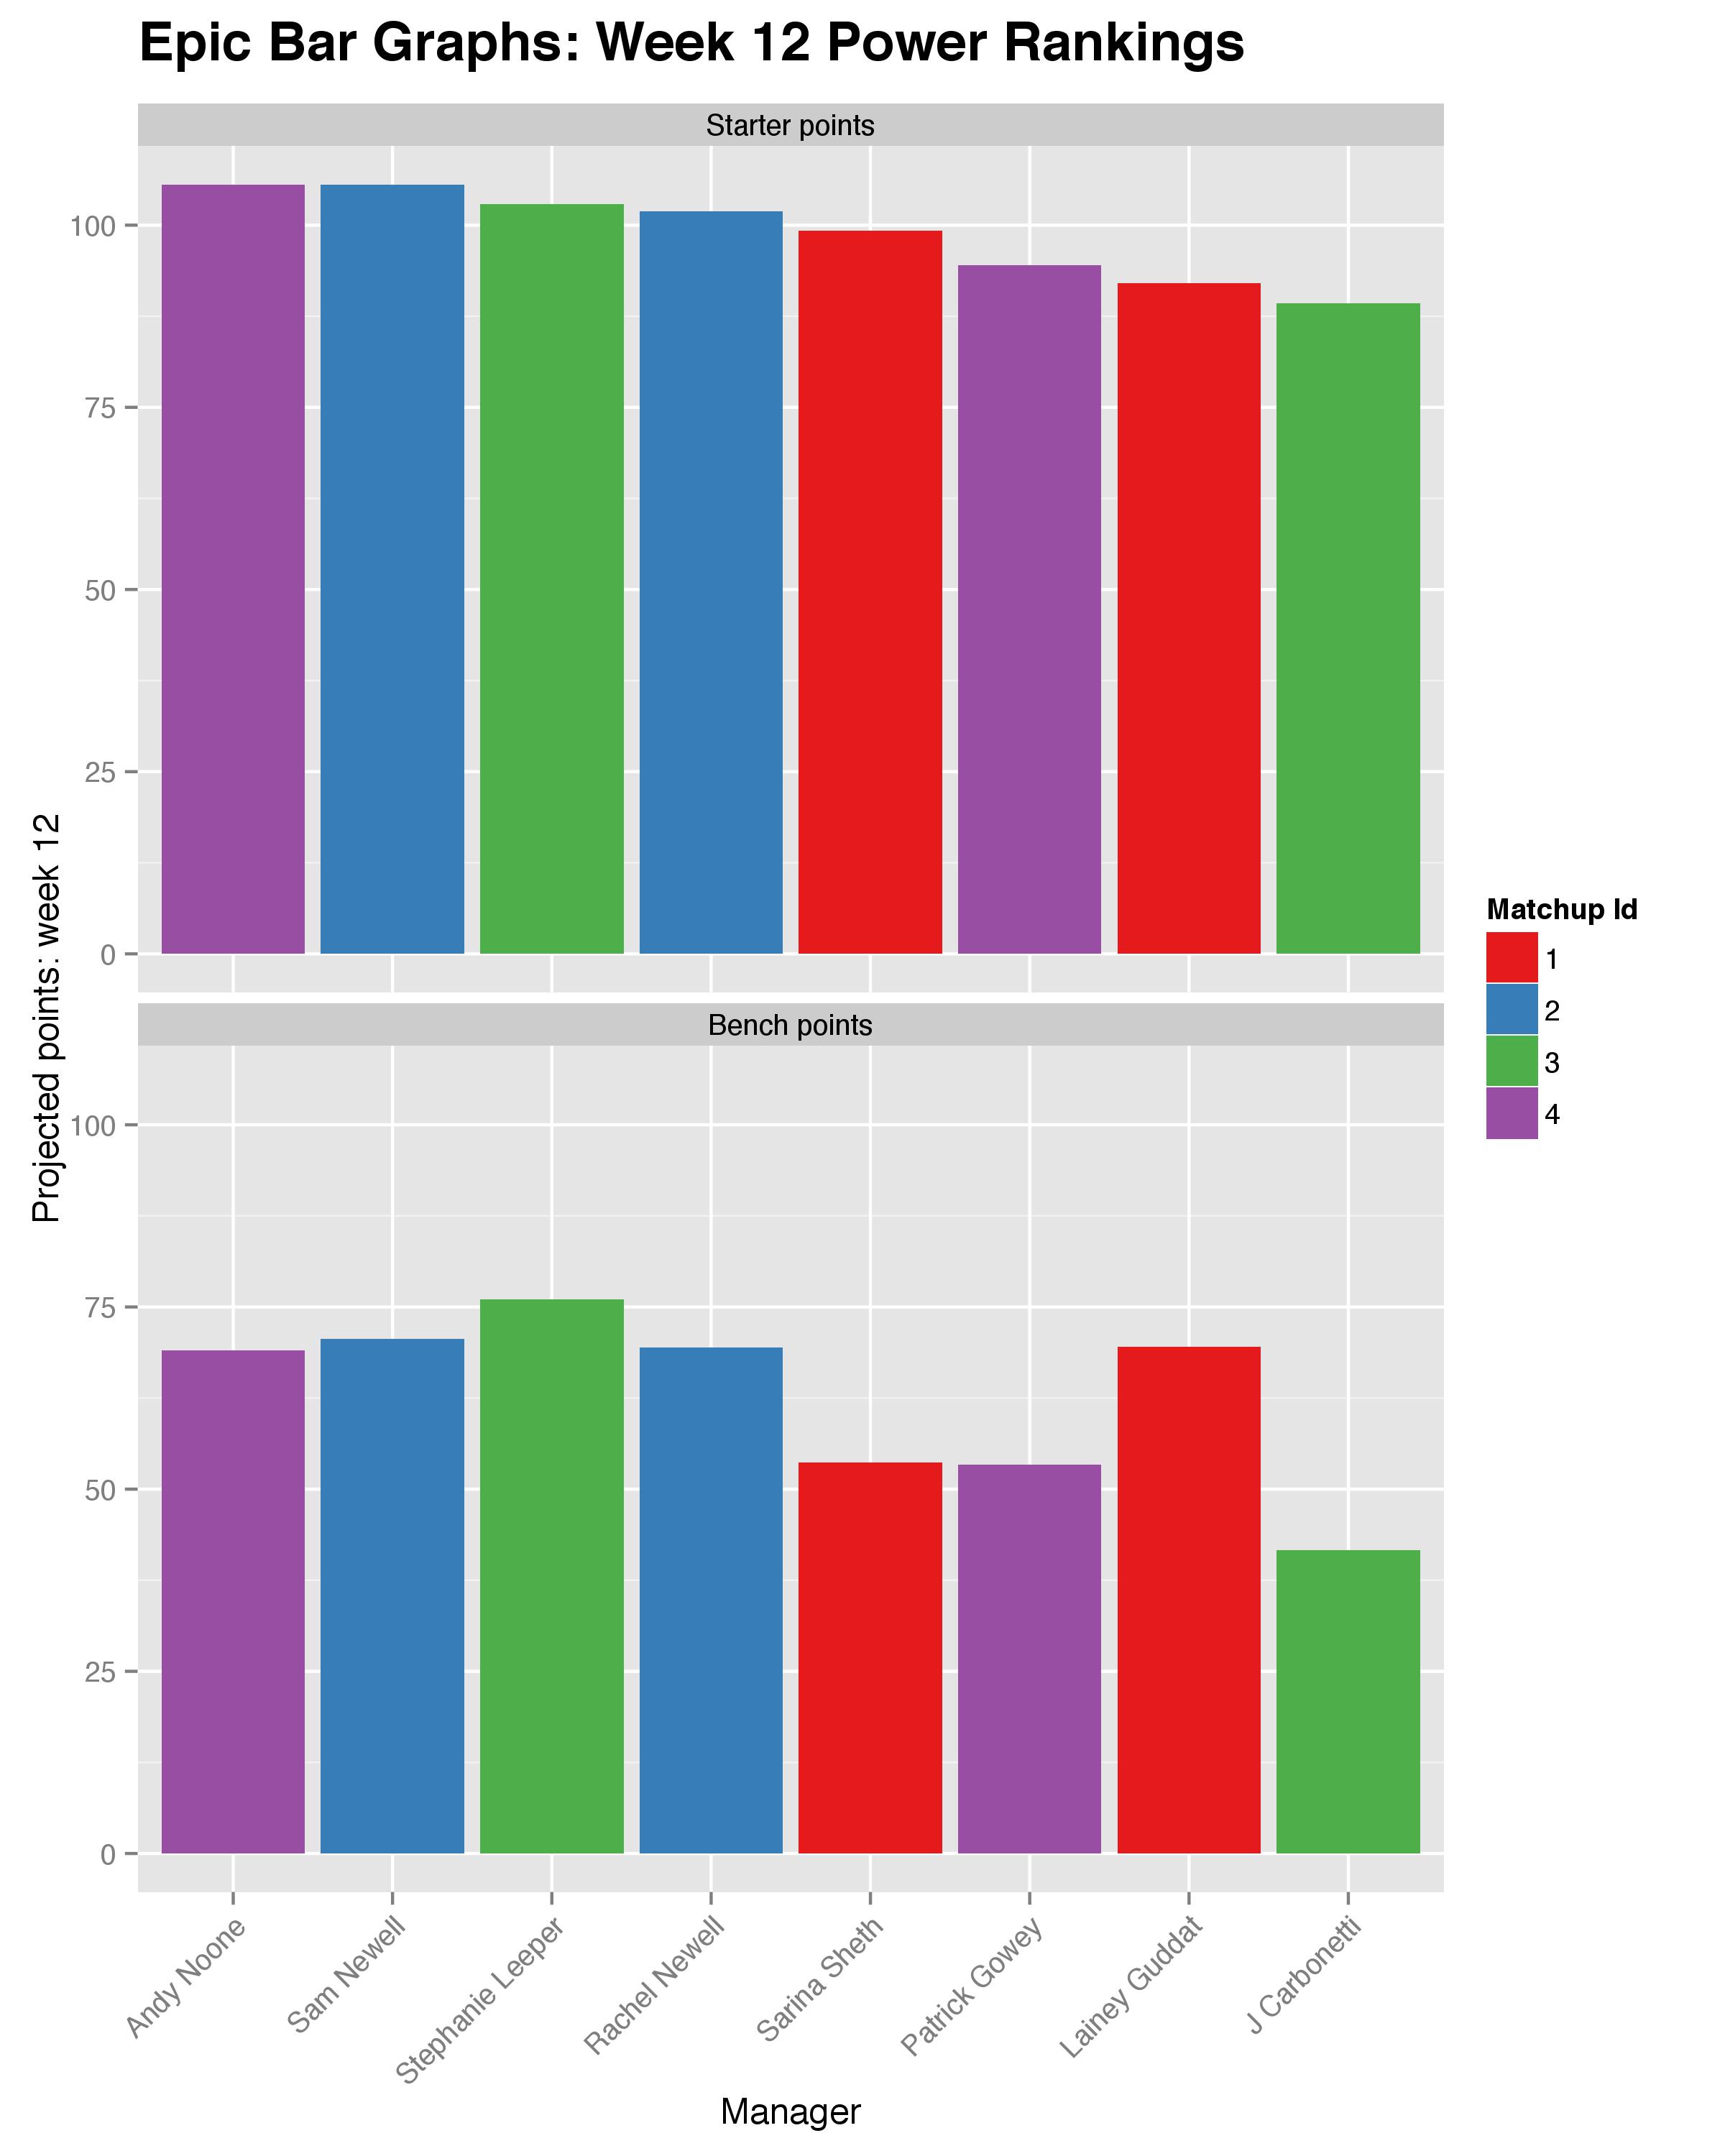 Epic Bar Graphs: Week 12 Power Rankings
Starter points
100
75
50
25
0
Projected points: week 12
Bench points
100
75
50
25
0
Andy Noone
Sam Newell
Stephanie Leeper
Rachel Newell
Sarina Sheth
Patrick Gowey
Lainey Guddat
J Carbonetti
Manager
Matchup Id
1
2
3
4